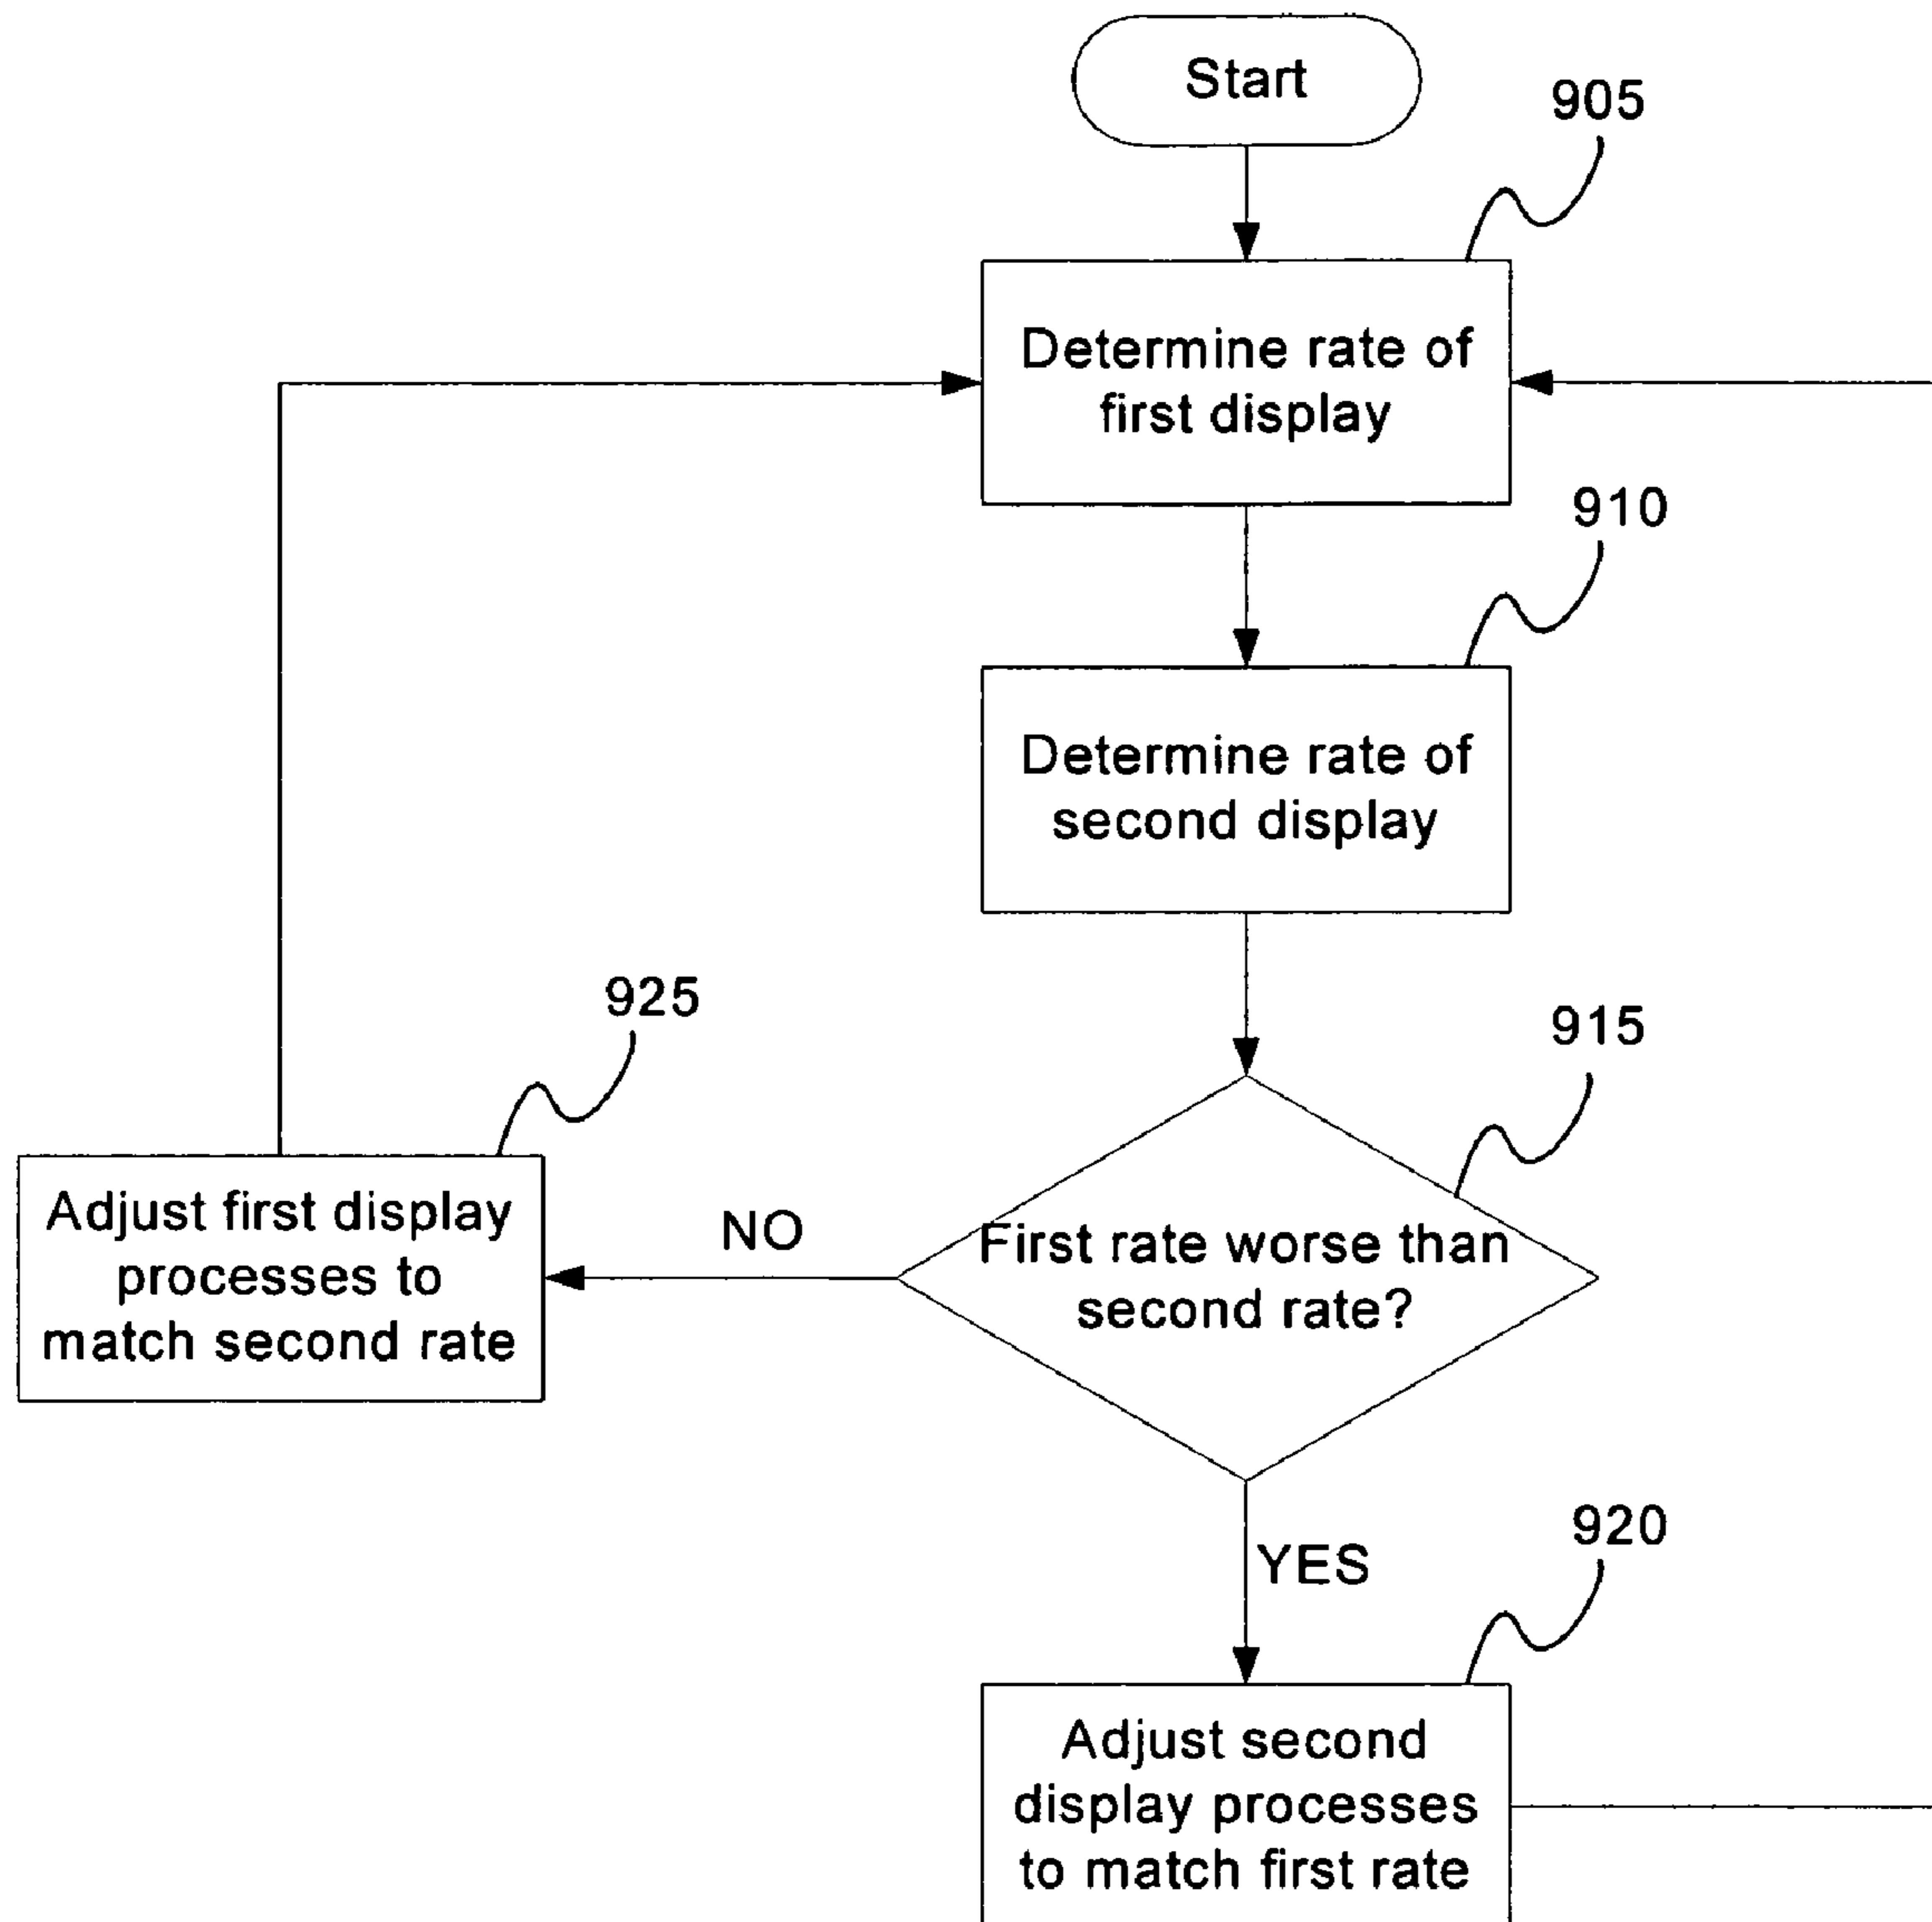 Start
905
Determine rate of
first display
910
Determine rate of
second display
925
915
Adjust first display
processes to
match second rate
NO
First rate worse than
second rate?
YES
920
Adjust second
display processes
to match first rate